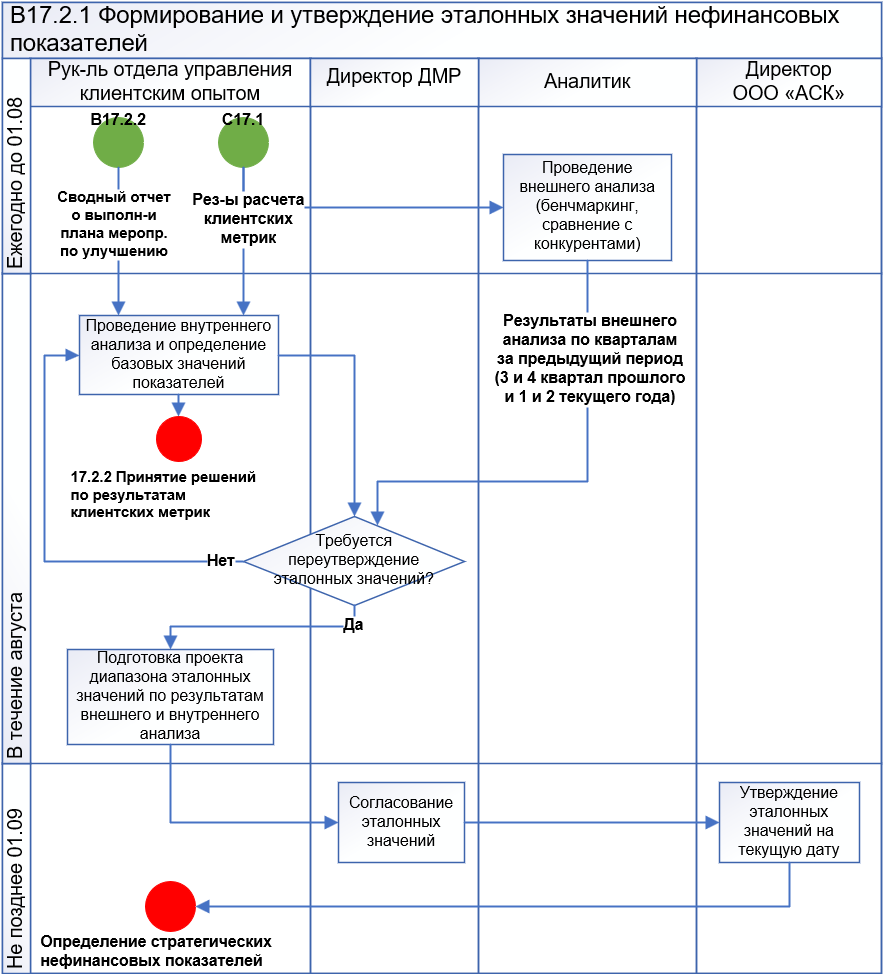 В17.2.1 Формирование и утверждение эталонных значений нефинансовых
показателей
Рук-ль отдела управления
клиентским опытом
Директор ДМР
Аналитик
Директор
ООО «АСК»
Ежегодно до 01.08
В17.2.2
С17.1
Сводный отчет
о выполн-и
плана меропр.
по улучшению
Рез-ы расчета
клиентских
метрик
Проведение
внешнего анализа
(бенчмаркинг,
сравнение с
конкурентами)
В течение августа
Проведение внутреннего
анализа и определение
базовых значений
показателей
Результаты внешнего
анализа по кварталам
за предыдущий период
(3 и 4 квартал прошлого
и 1 и 2 текущего года)
17.2.2 Принятие решений
по результатам
клиентских метрик
Требуется
переутверждение
эталонных значений?
Нет
Да
Подготовка проекта
диапазона эталонных
значений по результатам
внешнего и внутреннего
анализа
Не позднее 01.09
Согласование
эталонных
значений
Утверждение
эталонных
значений на
текущую дату
Определение стратегических
нефинансовых показателей